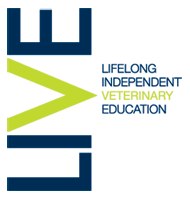 LIVE
LIFELONG
INDEPENDENT
VETERINARY
EDUCATION